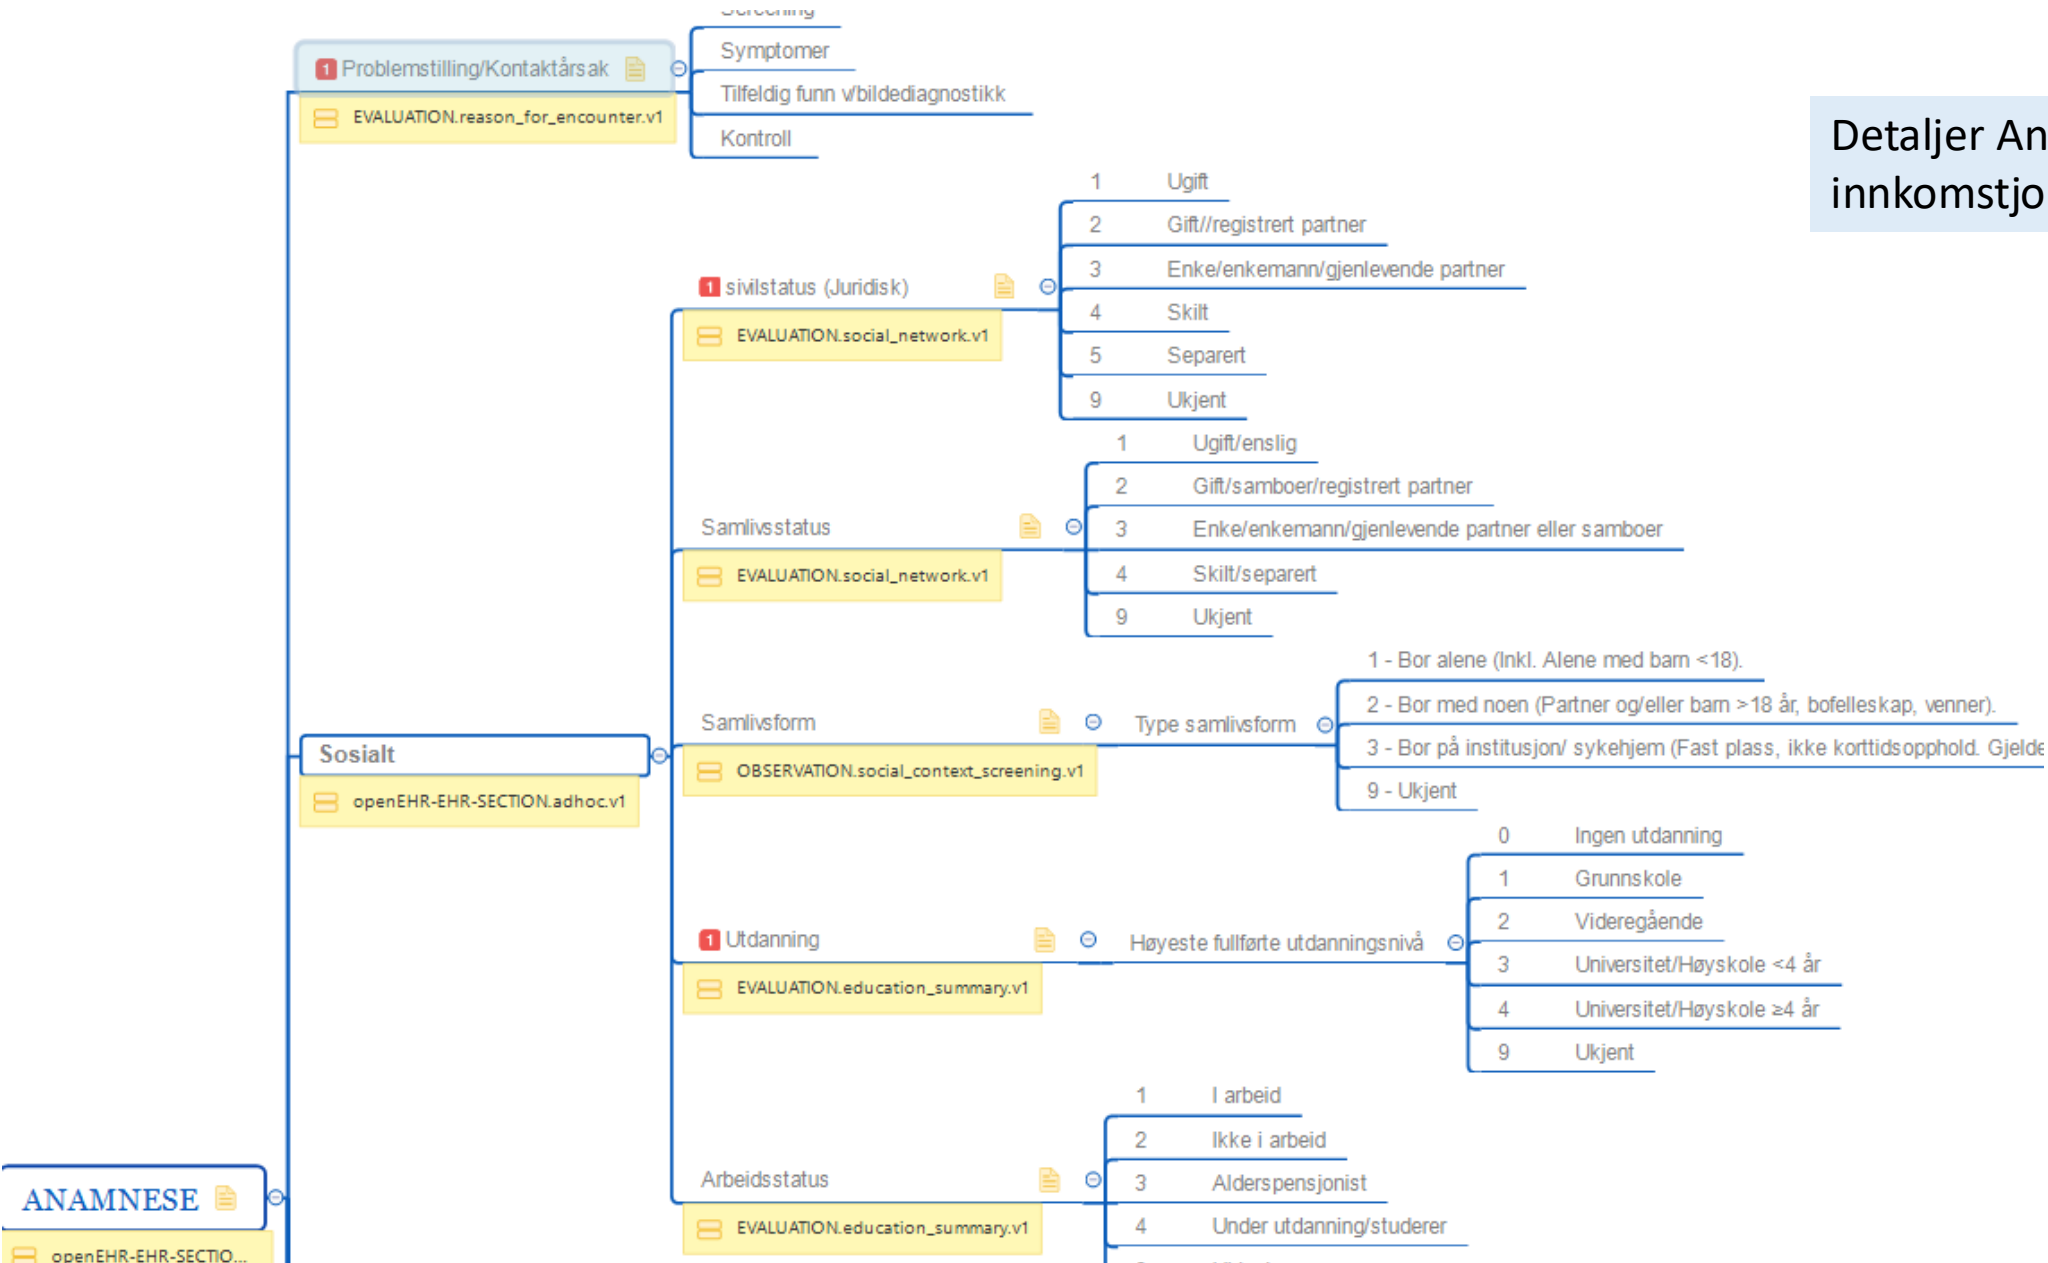 Screening
1 Problemstilling/Kontaktårsak
EVALUATION.reason_for_encounter.v1
Symptomer
Tilfeldig funn v/bildediagnostikk
Kontroll
Detaljer An
innkomstjo
1 sivilstatus (Juridisk)
EVALUATION.social_network.v1
1 Ugift
2 Gift//registrert partner
3 Enke/enkemann/gjenlevende partner
4 Skilt
5 Separert
9 Ukjent
Samlivsstatus
EVALUATION.social_network.v1
1 Ugift/enslig
2 Gift/samboer/registrert partner
3 Enke/enkemann/gjenlevende partner eller samboer
4 Skilt/separert
9 Ukjent
Sosialt
openEHR-EHR-SECTION.adhoc.v1
Samlivsform
OBSERVATION.social_context_screening.v1
Type samlivsform
1 - Bor alene (Inkl. Alene med barn <18).
2 - Bor med noen (Partner og/eller barn >18 år, bofelleskap, venner).
3 - Bor på institusjon/ sykehjem (Fast plass, ikke korttidsopphold. Gjelde
9 - Ukjent
1 Utdanning
EVALUATION.education_summary.v1
Høyeste fullførte utdanningsnivå
0 Ingen utdanning
1 Grunnskole
2 Videregående
3 Universitet/Høyskole <4 år
4 Universitet/Høyskole ≥4 år
9 Ukjent
Arbeidsstatus
EVALUATION.education_summary.v1
1 I arbeid
2 Ikke i arbeid
3 Alderspensjonist
4 Under utdanning/studerer
ANAMNESE
openEHR-EHR-SECTIO...